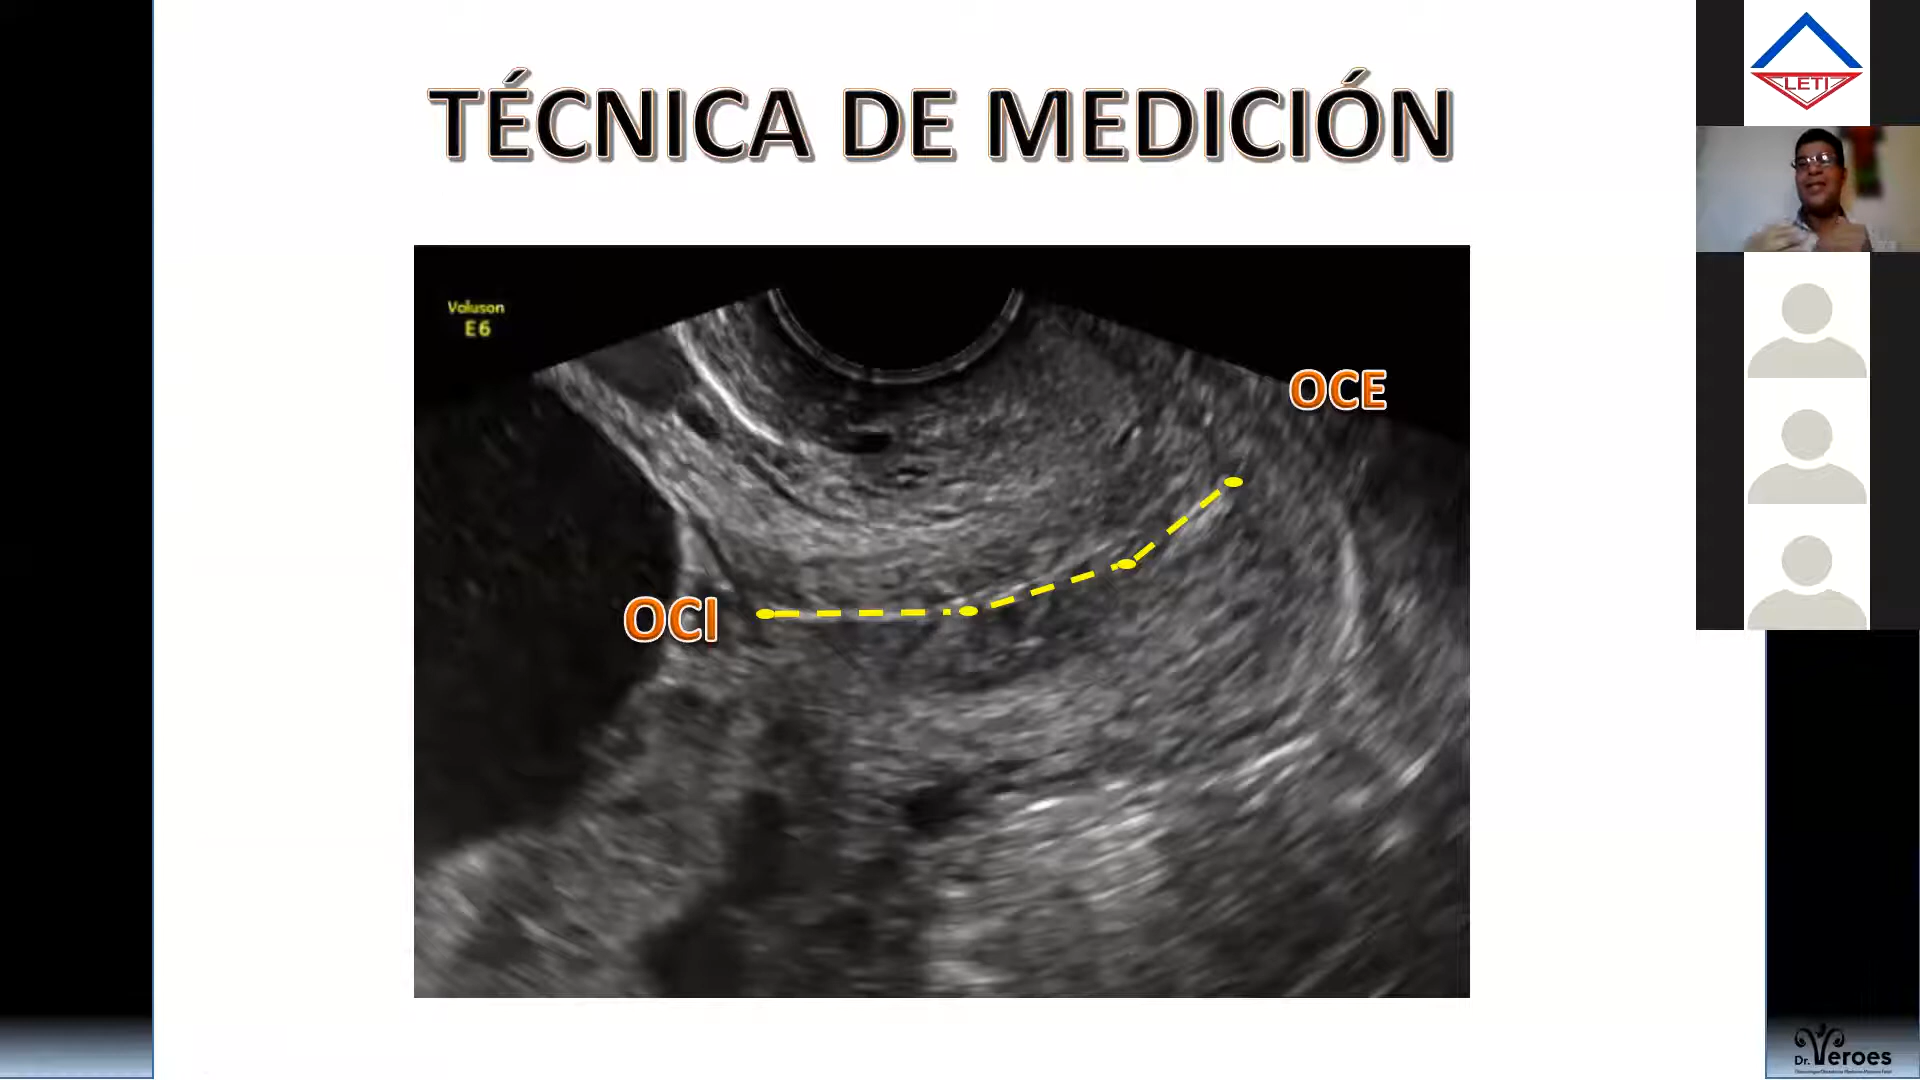 TÉCNICA DE MEDICIÓN
LETI
Voluson
E6
OCE
OCI
Dr. Veroes